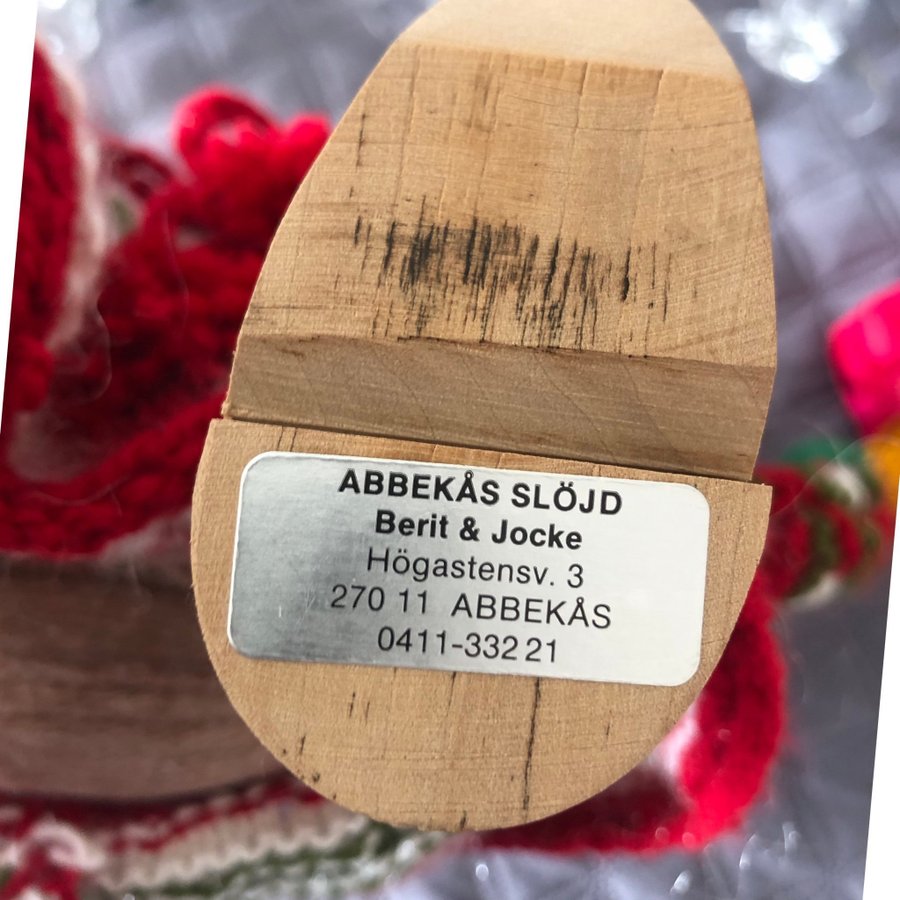 ABBEKÅS SLÖJD
Berit & Jocke
Högastensv. 3
270 11 ABBEKÅS
0411-332 21